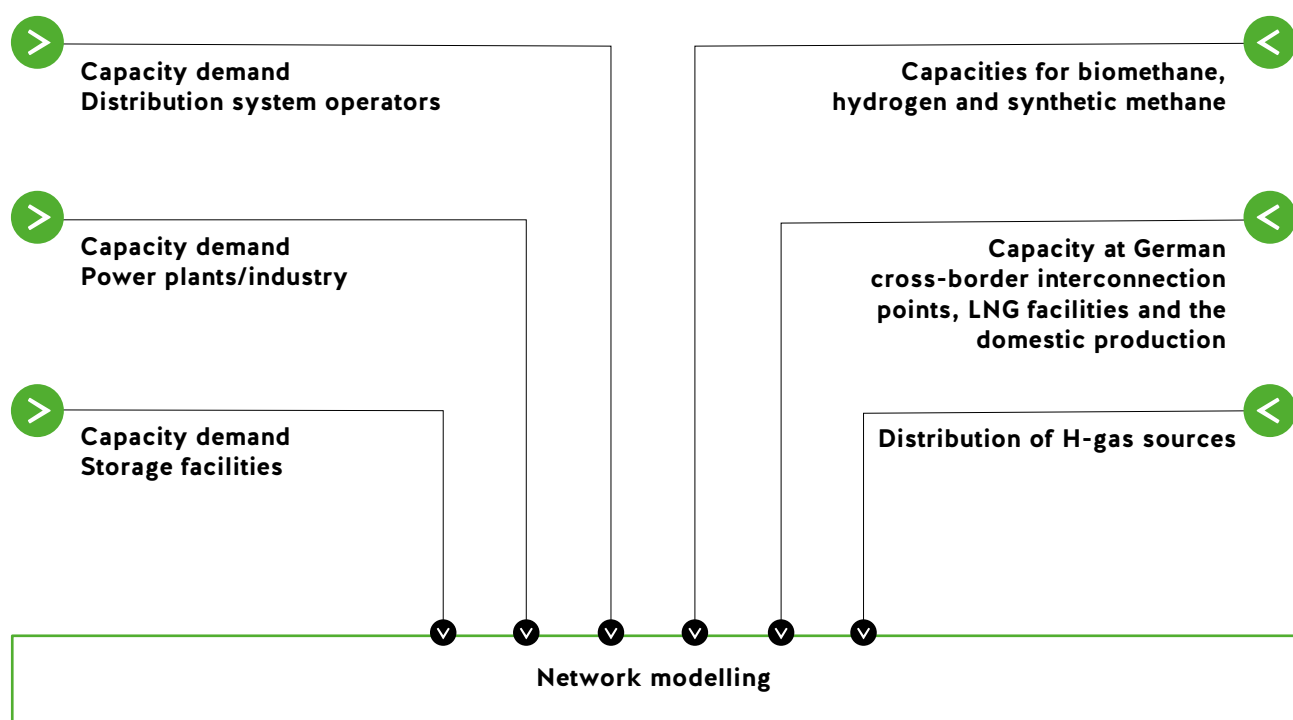 Capacity demand
Distribution system operators
Capacity demand
Power plants/industry
Capacity demand
Storage facilities
Capacities for biomethane,
hydrogen and synthetic methane
Capacity at German
cross-border interconnection
points, LNG facilities and the
domestic production
Distribution of H-gas sources
Network modelling